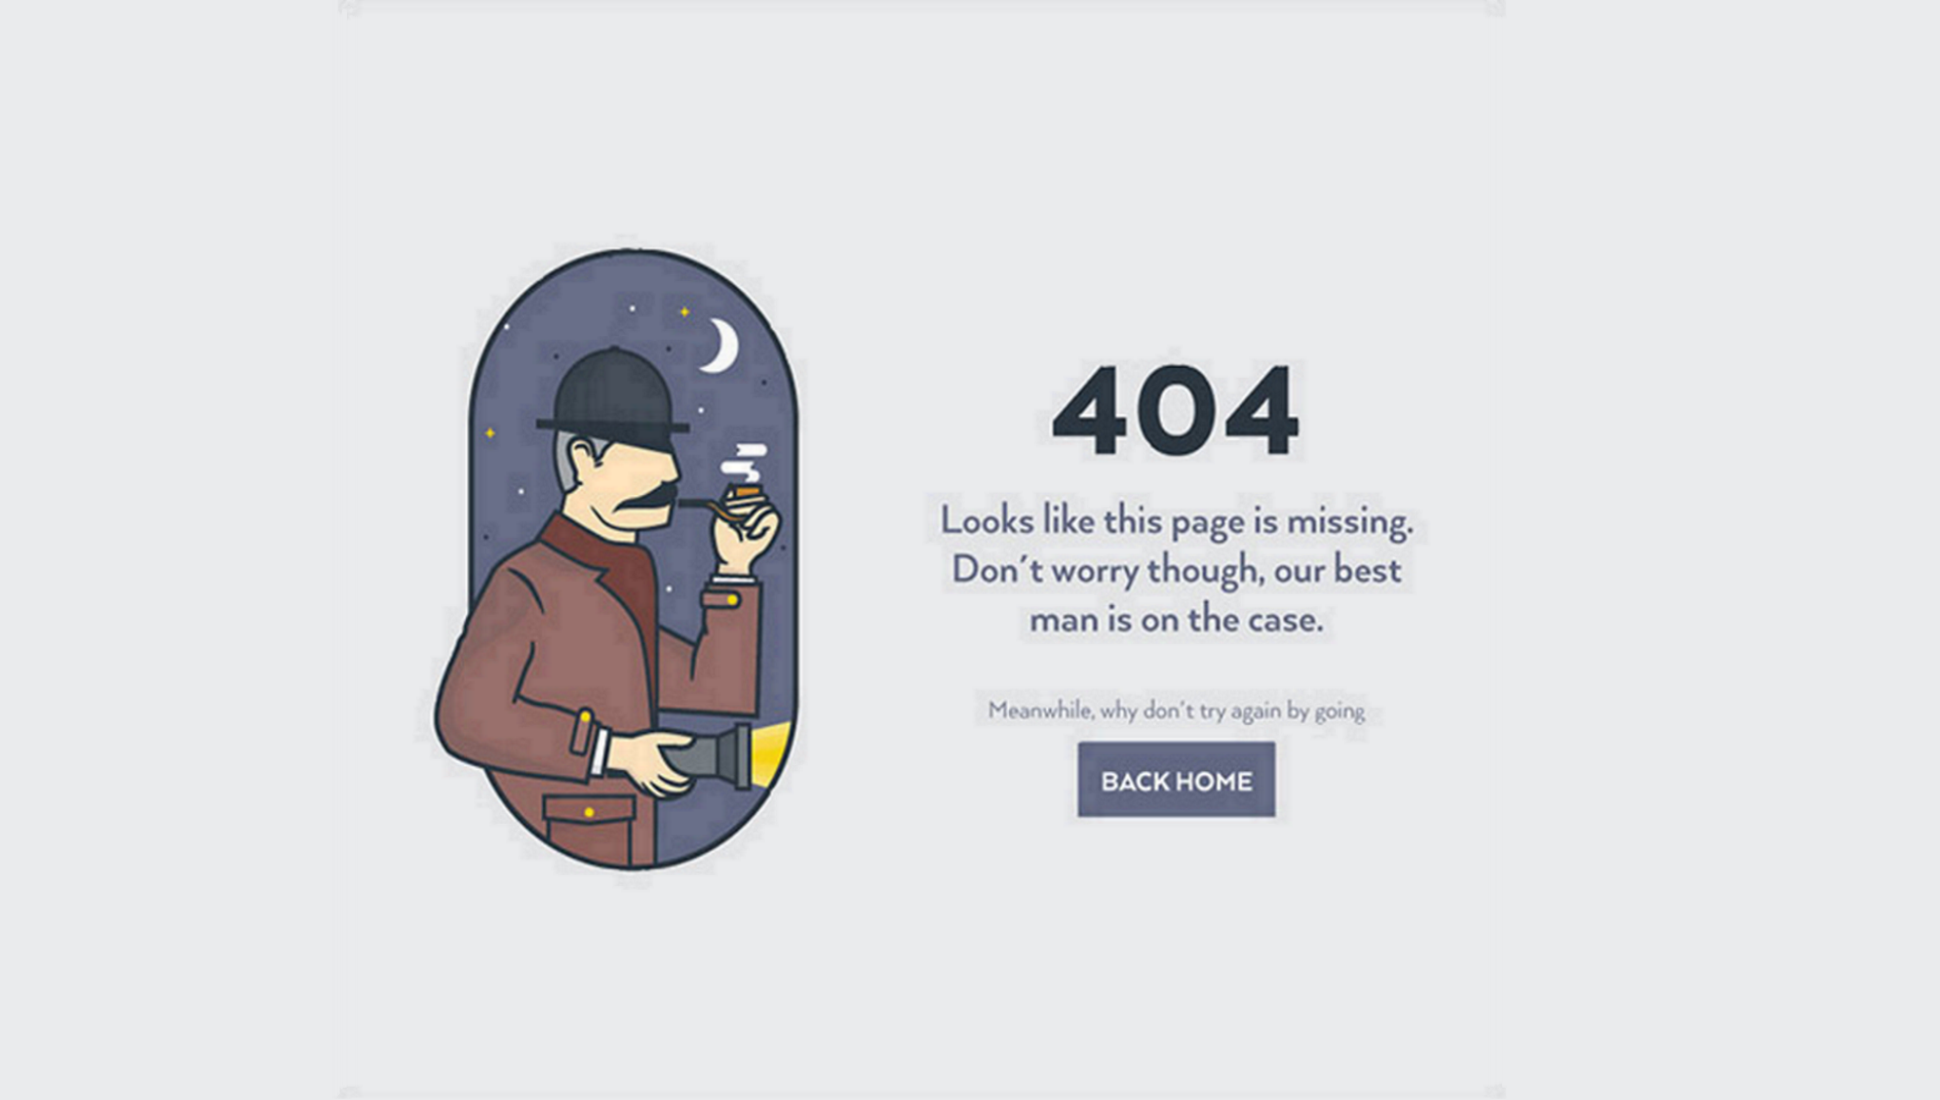 404
Looks like this page is missing.
Don't worry though, our best
man is on the case.
Meanwhile, why don't try again by going
BACK HOME